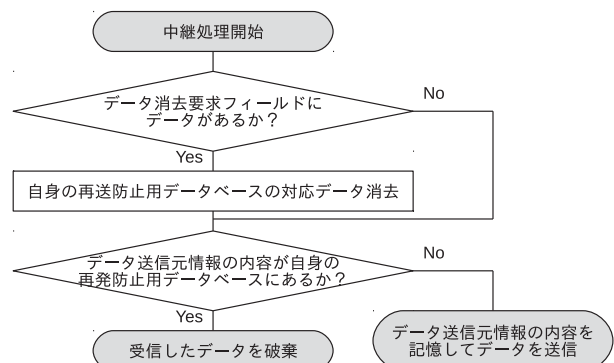 中継処理開始
データ消去要求フィールドに
データがあるか？
No
Yes
自身の再送防止用データベースの対応データ消去
データ送信元情報の内容が自身の
再発防止用データベースにあるか？
No
Yes
受信したデータを破棄
データ送信元情報の内容を
記憶してデータを送信